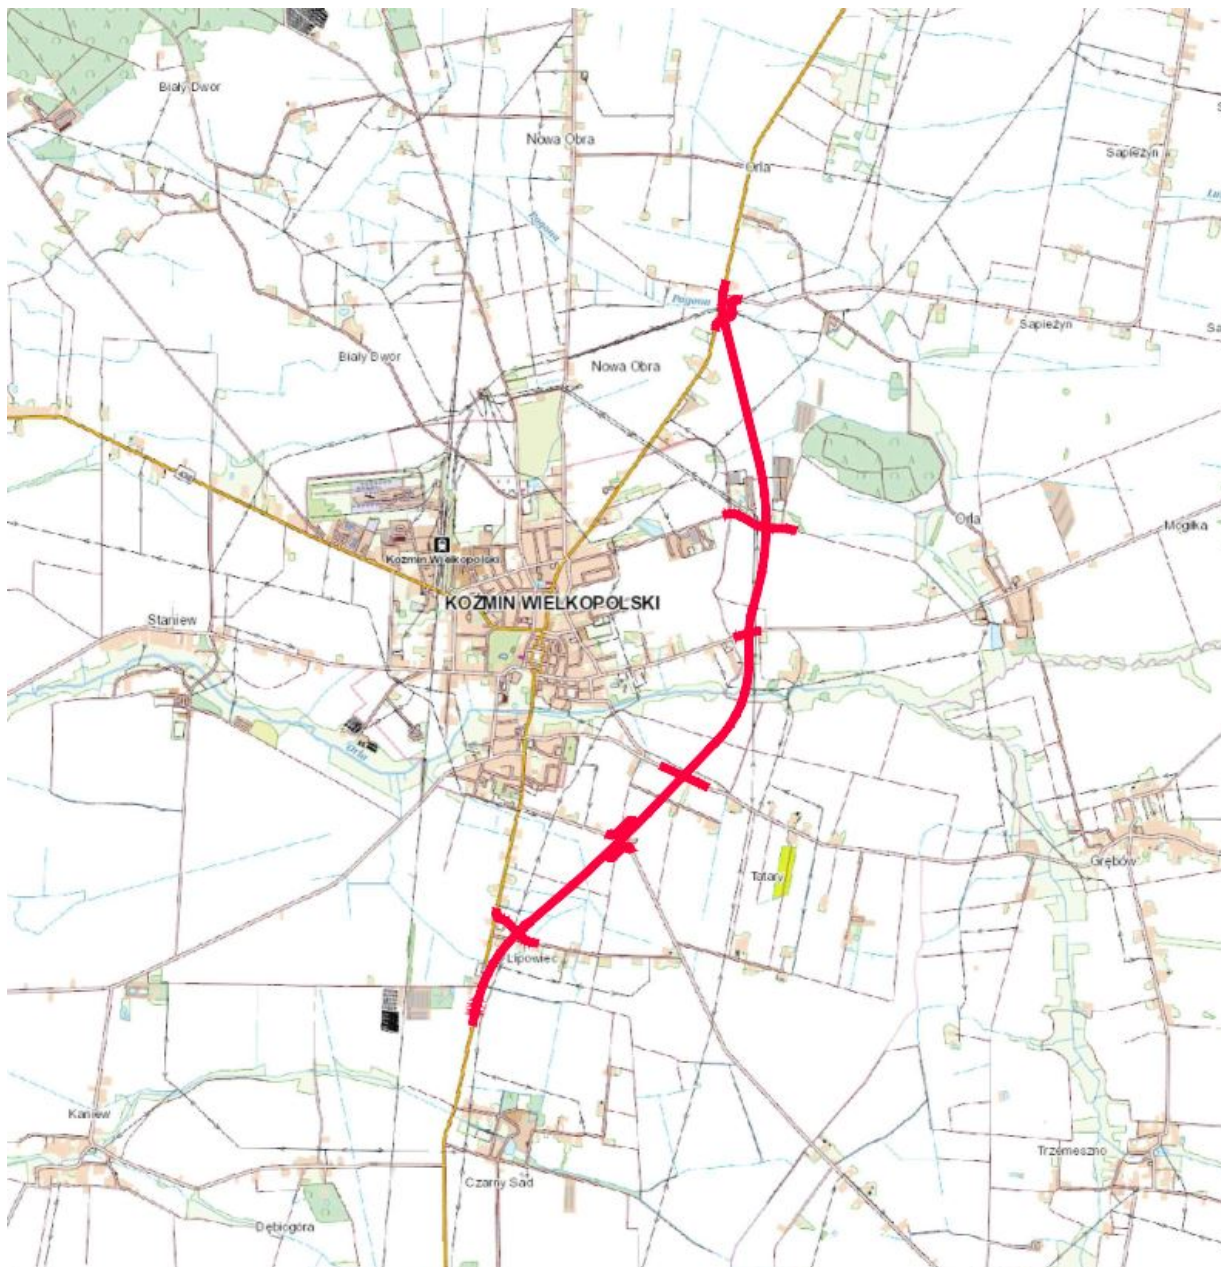 Biały Dwór
Nowa Obra
Orla
Sapieżyn
Pogona
Pogona
Sapieżyn
Biały Dwór
Nowa Obra
Orla
Mogiłka
Koźmin Wielkopolski
KOŹMIN WIELKOPOLSKI
Staniew
Orla
Grębów
Tatary
Lipowiec
Kaniew
Trzemeszno
Czarny Sad
Dębiogóra